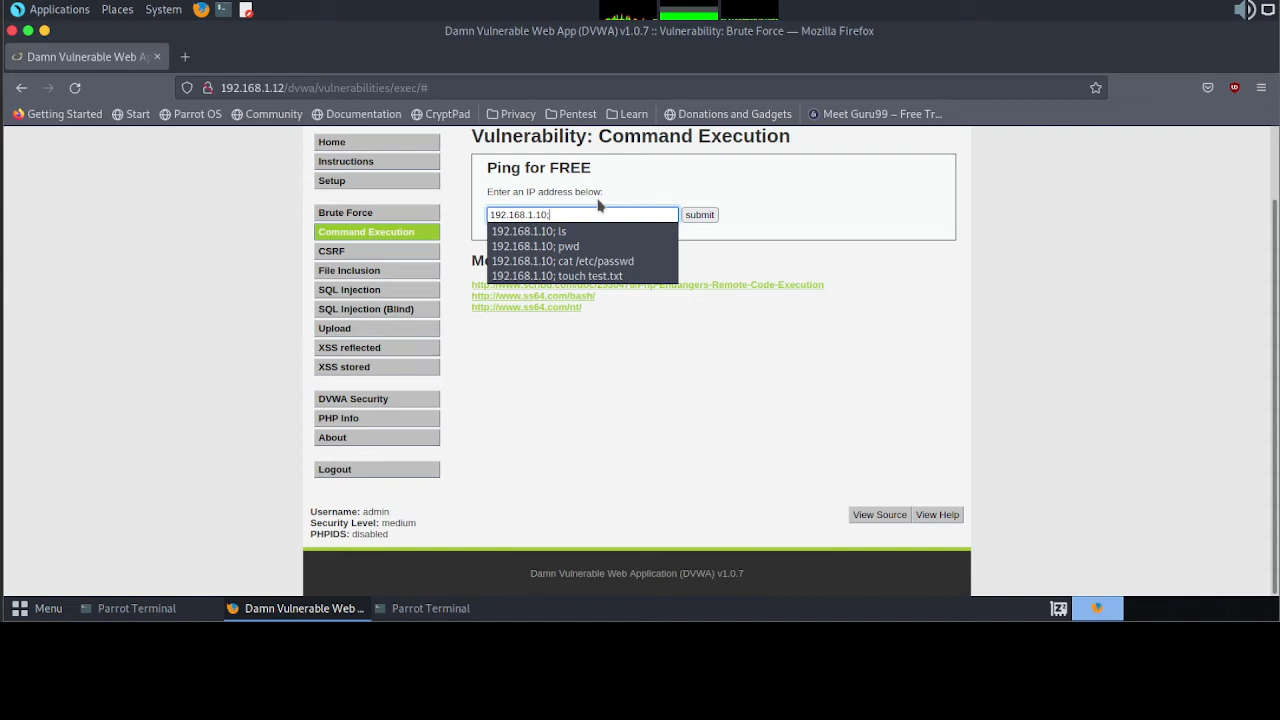 Applications Places System
Damn Vulnerable Web App (DVWA) v1.0.7 :: Vulnerability: Brute Force — Mozilla Firefox
Damn Vulnerable Web Ap
192.168.1.12/dvwa/vulnerabilities/exec/#
Getting Started Start Parrot OS Community Documentation CryptPad Privacy Pentest Learn Donations and Gadgets Meet Guru99 – Free Tr...
Vulnerability: Command Execution
Home
Instructions
Setup
Brute Force
Command Execution
CSRF
File Inclusion
SQL Injection
SQL Injection (Blind)
Upload
XSS reflected
XSS stored
DVWA Security
PHP Info
About
Logout
Ping for FREE
Enter an IP address below:
192.168.1.10; submit
192.168.1.10; ls
192.168.1.10; pwd
192.168.1.10; cat /etc/passwd
192.168.1.10; touch test.txt
http://www.ss64.com/bash/
http://www.ss64.com/nt/
Username: admin
Security Level: medium
PHPIDS: disabled
View Source View Help
Damn Vulnerable Web Application (DVWA) v1.0.7
Menu Parrot Terminal Damn Vulnerable Web ... Parrot Terminal